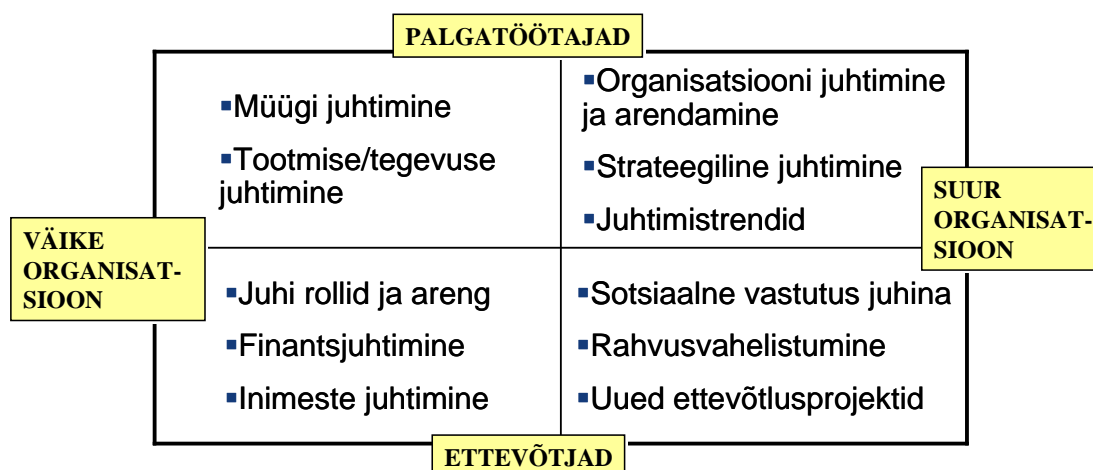 PALGATÖÖTAJAD
▪Müügi juhtimine
▪Tootmise/tegevuse
juhtimine
▪Organisatsiooni juhtimine
ja arendamine
▪Strateegiline juhtimine
▪Juhtimistrendid
VÄIKE
ORGANISAT-
SIOON
SUUR
ORGANISAT-
SIOON
▪Juhi rollid ja areng
▪Finantsjuhtimine
▪Inimeste juhtimine
▪Sotsiaalne vastutus juhina
▪Rahvusvahelistumine
▪Uued ettevõtlusprojektid
ETTEVÕTJAD